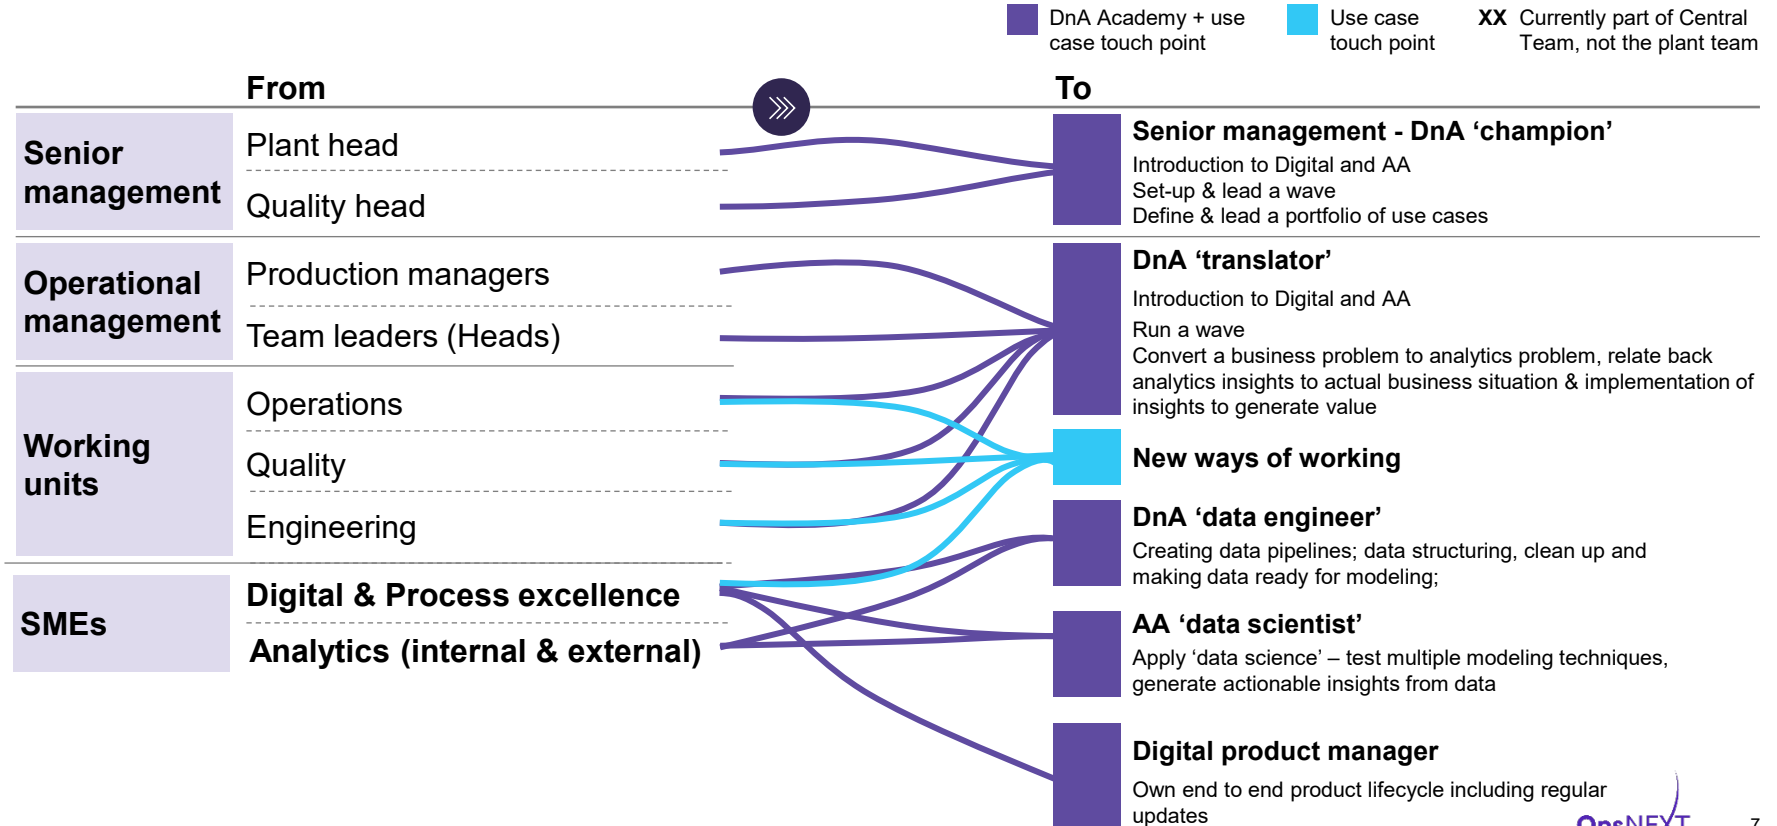 DnA Academy + use
case touch point
Use case
touch point
XX Currently part of Central
Team, not the plant team
From
To
Senior
management
Plant head
Quality head
Senior management - DnA ‘champion’
Introduction to Digital and AA
Set-up & lead a wave
Define & lead a portfolio of use cases
Operational
management
Production managers
Team leaders (Heads)
DnA ‘translator’
Introduction to Digital and AA
Run a wave
Convert a business problem to analytics problem, relate back
analytics insights to actual business situation & implementation of
insights to generate value
Working
units
Operations
Quality
Engineering
New ways of working
DnA ‘data engineer’
Creating data pipelines; data structuring, clean up and
making data ready for modeling;
SMEs
Digital & Process excellence
Analytics (internal & external)
AA ‘data scientist’
Apply ‘data science’ – test multiple modeling techniques,
generate actionable insights from data
Digital product manager
Own end to end product lifecycle including regular
updates
OpsNEXT
7